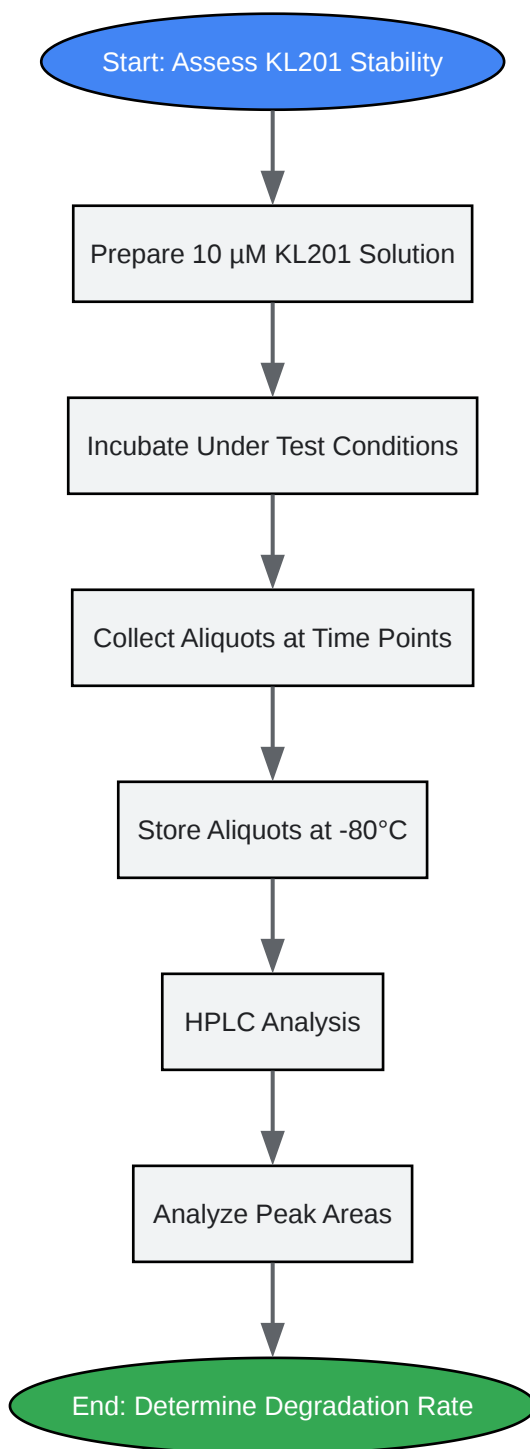 Start: Assess KL201 Stability
Prepare 10 µM KL201 Solution
Incubate Under Test Conditions
Collect Aliquots at Time Points
Store Aliquots at -80°C
HPLC Analysis
Analyze Peak Areas
End: Determine Degradation Rate